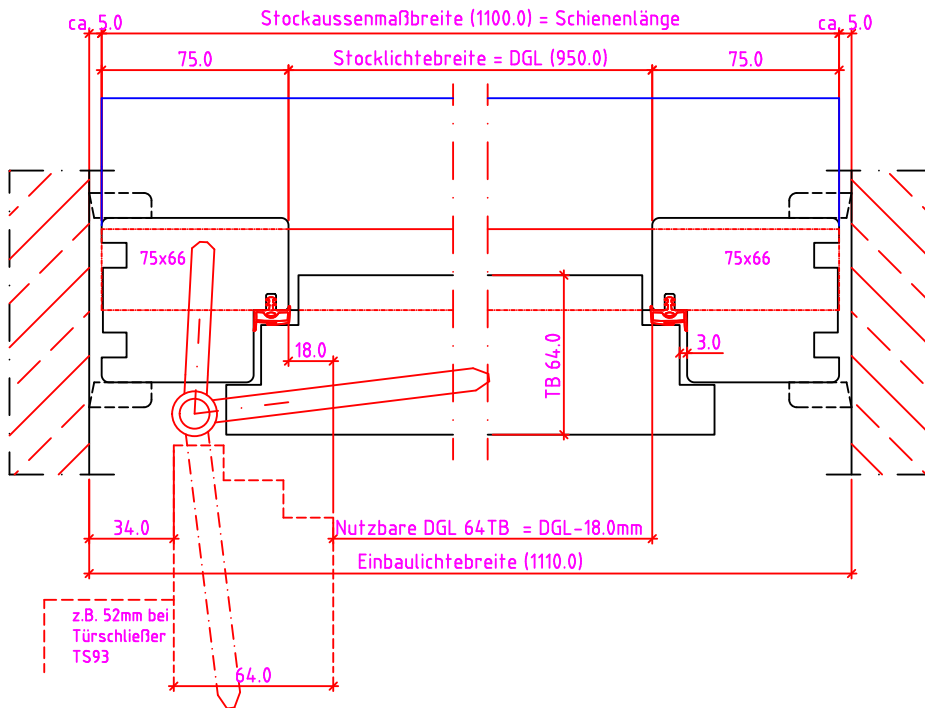 Stockaussenmaßbreite (1100.0) = Schienenlänge
ca. 5.0
ca. 5.0
75.0
Stocklichtebreite = DGL (950.0)
75.0
75x66
75x66
18.0
3.0
TB 64.0
34.0
Nutzbare DGL 64TB = DGL-18.0mm
Einbaulichtebreite (1110.0)
z.B. 52mm bei
Türschließer
TS93
64.0